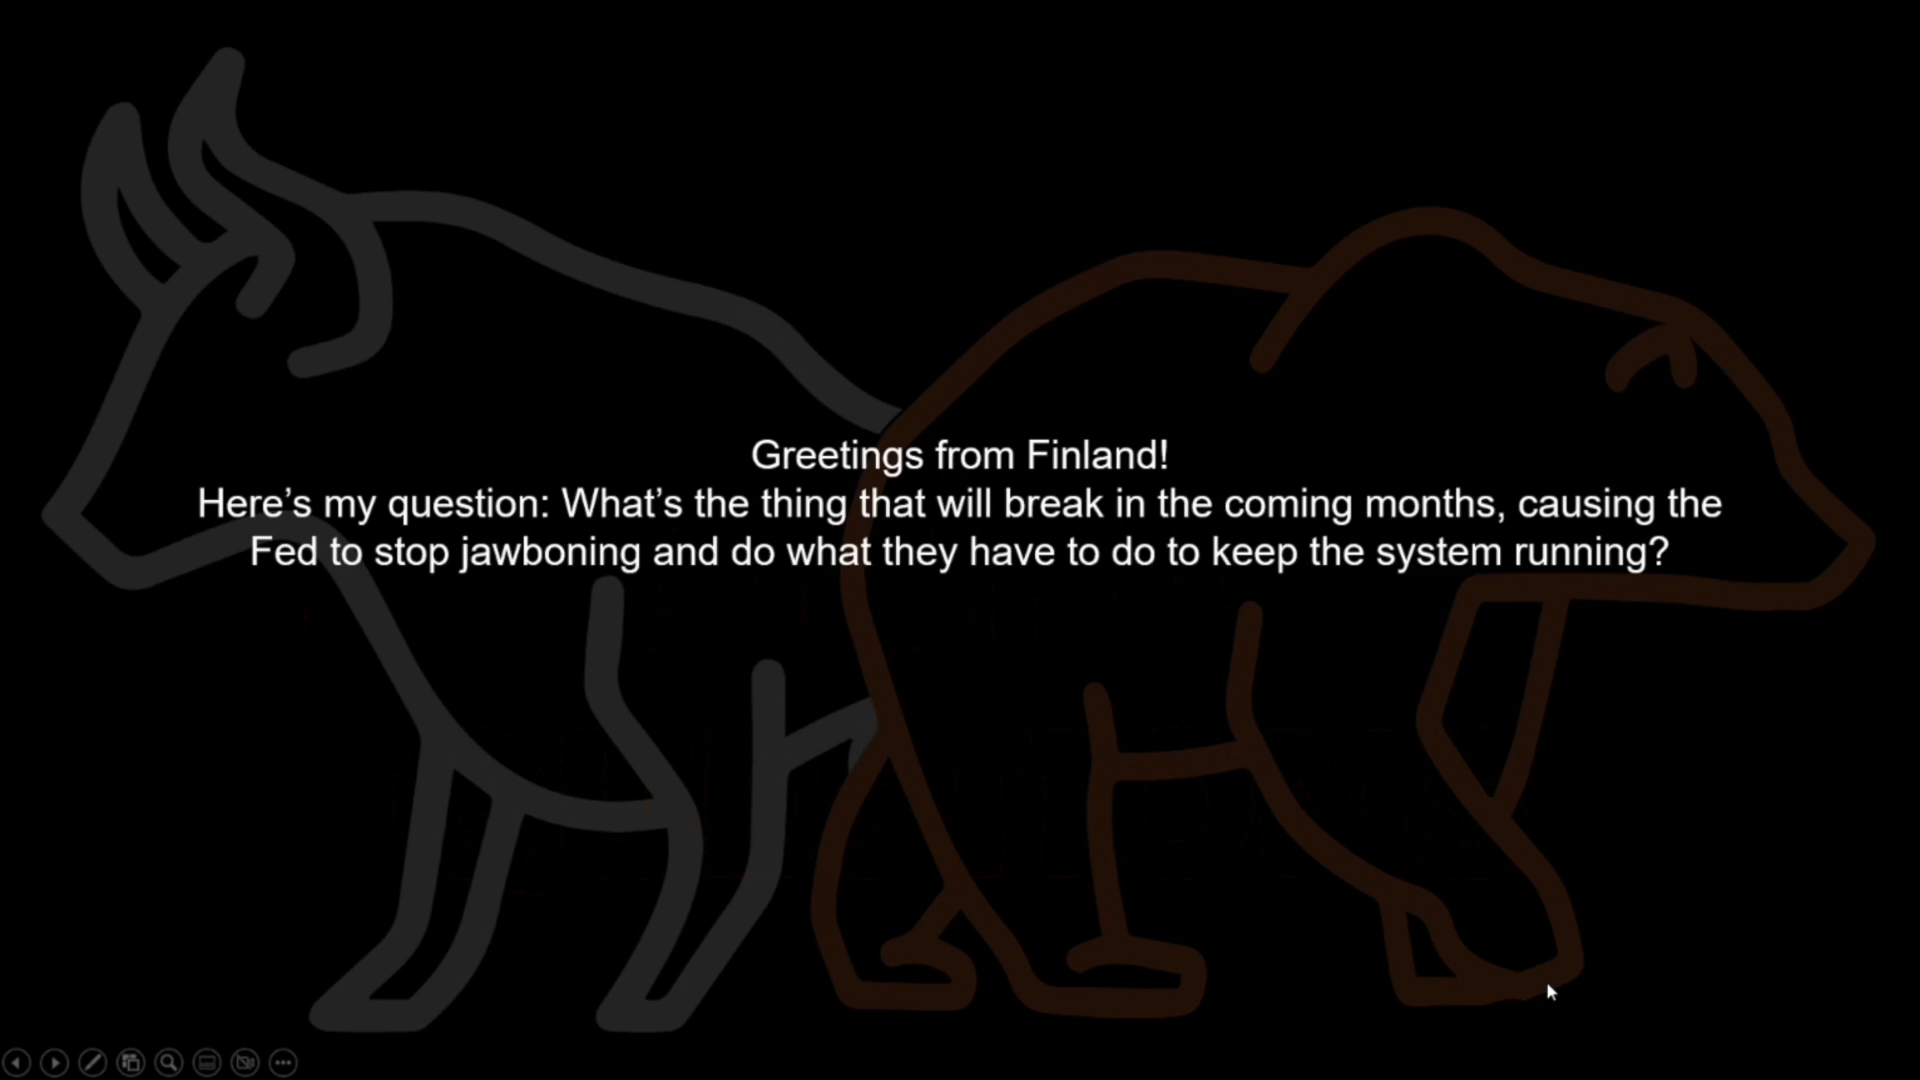 Greetings from Finland!
Here’s my question: What’s the thing that will break in the coming months, causing the
Fed to stop jawboning and do what they have to do to keep the system running?